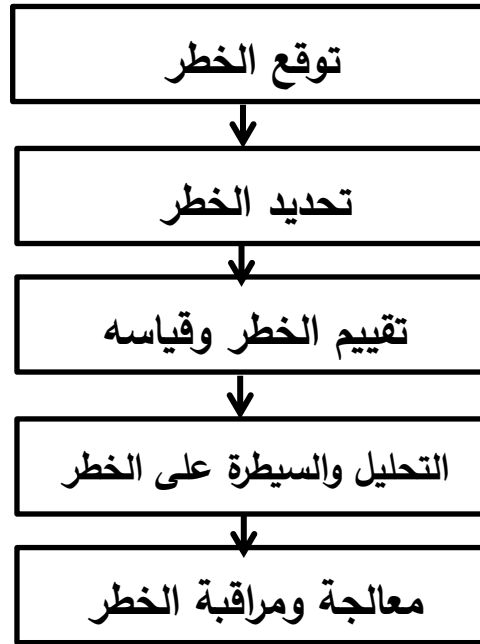 توقع الخطر
تحديد الخطر
تقييم الخطر وقياسه
التحليل والسيطرة على الخطر
معالجة ومراقبة الخطر